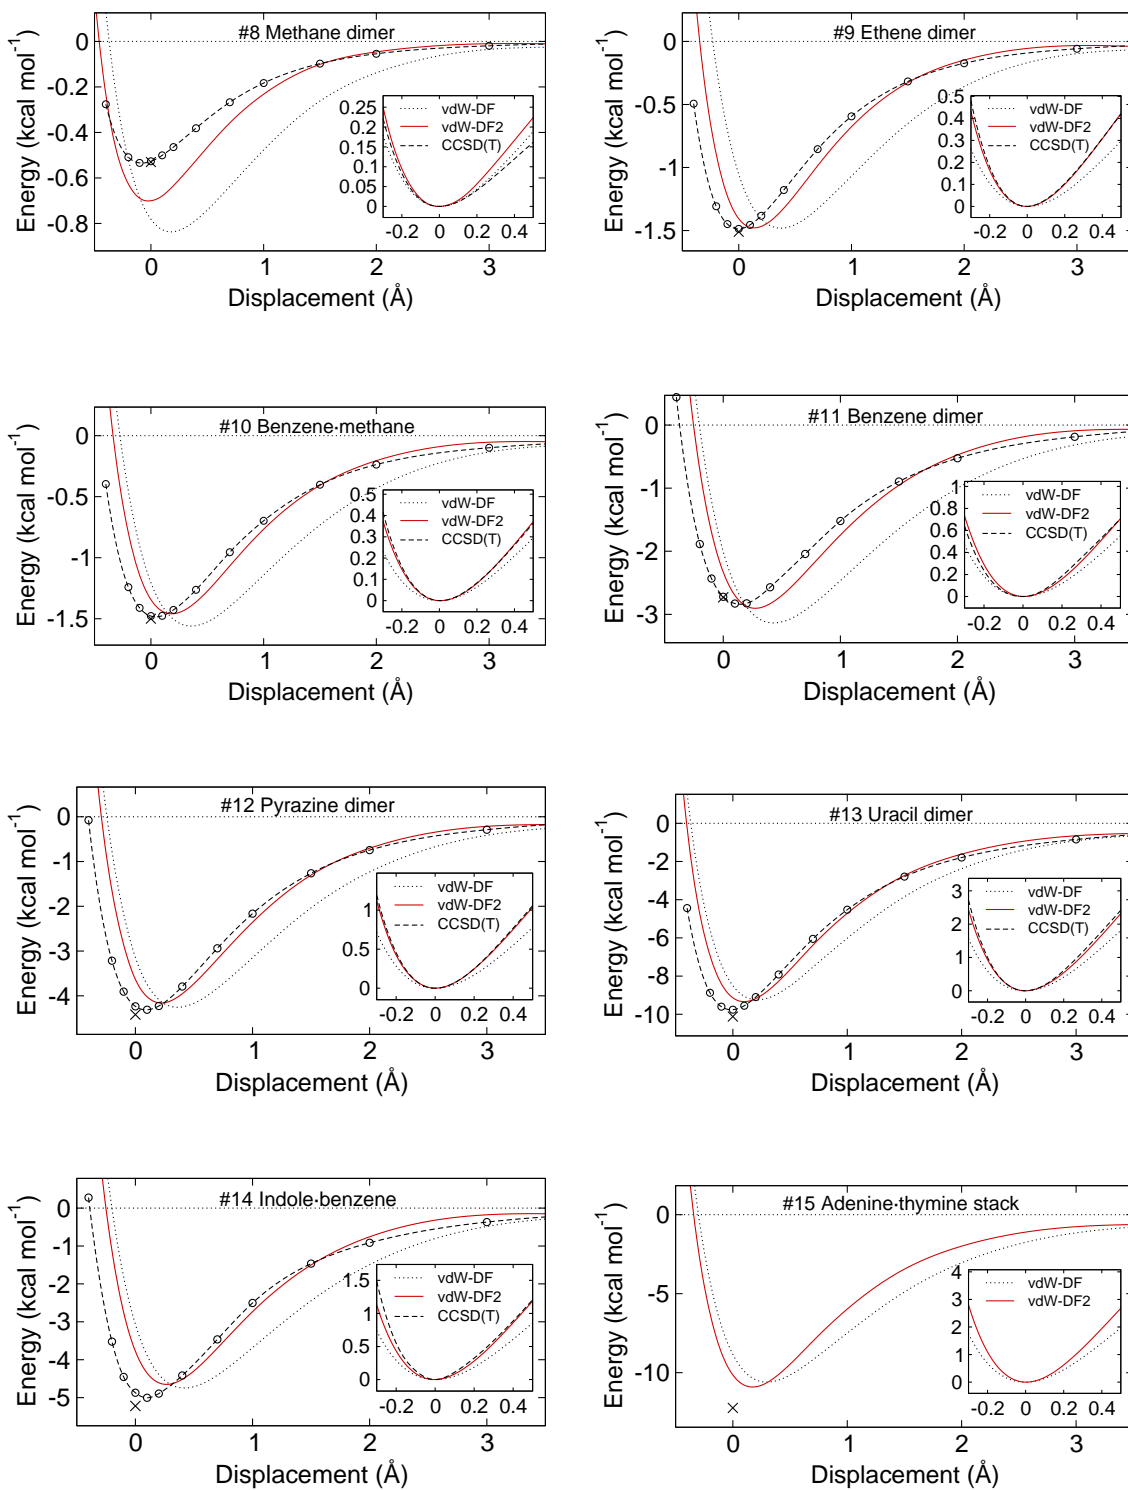 #8 Methane dimer
Energy (kcal mol⁻¹)
0
-0.2
-0.4
-0.6
-0.8
0 1 2 3
Displacement (Å)
vdW-DF
vdW-DF2
CCSD(T)
0.25
0.2
0.15
0.1
0.05
0
-0.2 0 0.2 0.4
#9 Ethene dimer
Energy (kcal mol⁻¹)
0
-0.5
-1
-1.5
0 1 2 3
Displacement (Å)
vdW-DF
vdW-DF2
CCSD(T)
0.5
0.4
0.3
0.2
0.1
0
-0.2 0 0.2 0.4
#10 Benzene·methane
Energy (kcal mol⁻¹)
0
-0.5
-1
-1.5
0 1 2 3
Displacement (Å)
vdW-DF
vdW-DF2
CCSD(T)
0.5
0.4
0.3
0.2
0.1
0
-0.2 0 0.2 0.4
#11 Benzene dimer
Energy (kcal mol⁻¹)
0
-1
-2
-3
0 1 2 3
Displacement (Å)
vdW-DF
vdW-DF2
CCSD(T)
1
0.8
0.6
0.4
0.2
0
-0.2 0 0.2 0.4
#12 Pyrazine dimer
Energy (kcal mol⁻¹)
0
-1
-2
-3
-4
0 1 2 3
Displacement (Å)
vdW-DF
vdW-DF2
CCSD(T)
1
0.5
0
-0.2 0 0.2 0.4
#13 Uracil dimer
Energy (kcal mol⁻¹)
0
-2
-4
-6
-8
-10
0 1 2 3
Displacement (Å)
vdW-DF
vdW-DF2
CCSD(T)
3
2
1
0
-0.2 0 0.2 0.4
#14 Indole·benzene
Energy (kcal mol⁻¹)
0
-1
-2
-3
-4
-5
0 1 2 3
Displacement (Å)
vdW-DF
vdW-DF2
CCSD(T)
1.5
1
0.5
0
-0.2 0 0.2 0.4
#15 Adenine·thymine stack
Energy (kcal mol⁻¹)
0
-5
-10
0 1 2 3
Displacement (Å)
vdW-DF
vdW-DF2
4
3
2
1
0
-0.2 0 0.2 0.4